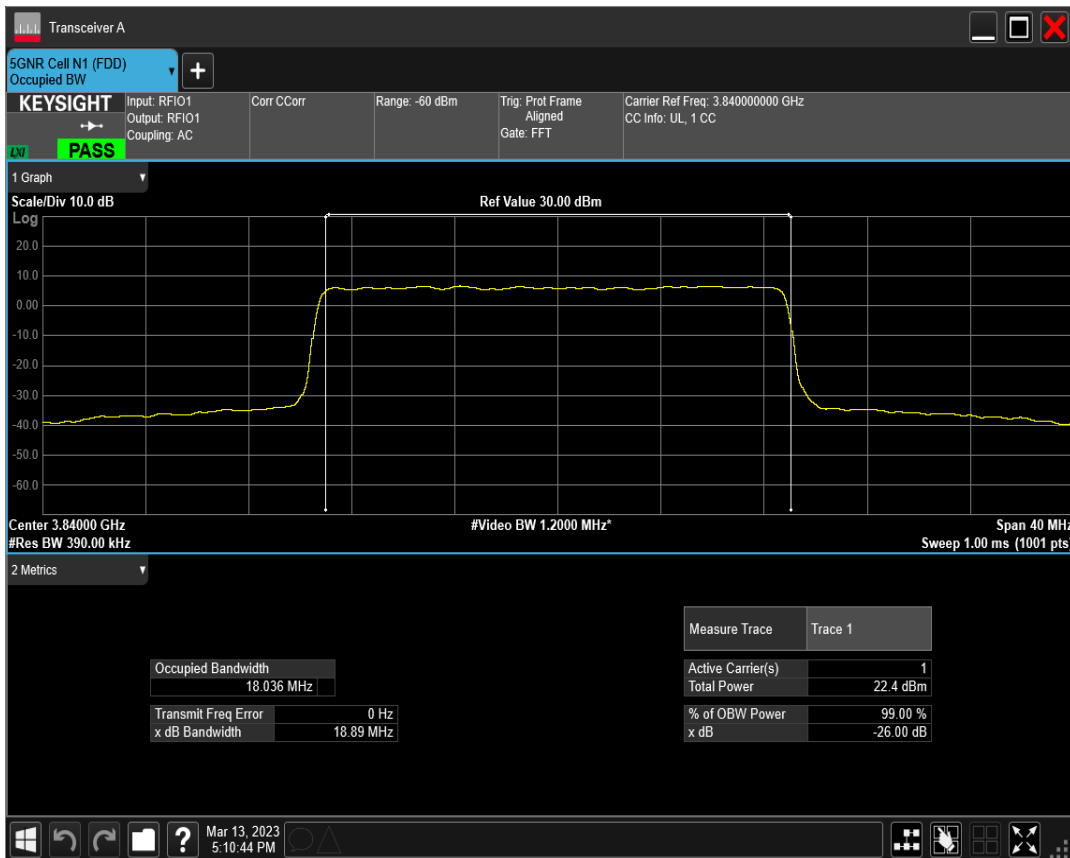 Transceiver A
5GNR Cell N1 (FDD)
Occupied BW
+
KEYSIGHT
LXI
PASS
Input: RFIO1
Output: RFIO1
Coupling: AC
Corr CCorr
Range: -60 dBm
Trig: Prot Frame
Aligned
Gate: FFT
Carrier Ref Freq: 3.840000000 GHz
CC Info: UL, 1 CC
1 Graph
Scale/Div 10.0 dB
Ref Value 30.00 dBm
Log
20.0
10.0
0.00
-10.0
-20.0
-30.0
-40.0
-50.0
-60.0
Center 3.84000 GHz
#Video BW 1.2000 MHz*
Span 40 MHz
#Res BW 390.00 kHz
Sweep 1.00 ms (1001 pts)
2 Metrics
Measure Trace Trace 1
Occupied Bandwidth
18.036 MHz
Active Carrier(s) 1
Total Power 22.4 dBm
Transmit Freq Error 0 Hz
x dB Bandwidth 18.89 MHz
% of OBW Power 99.00 %
x dB -26.00 dB
?
Mar 13, 2023
5:10:44 PM